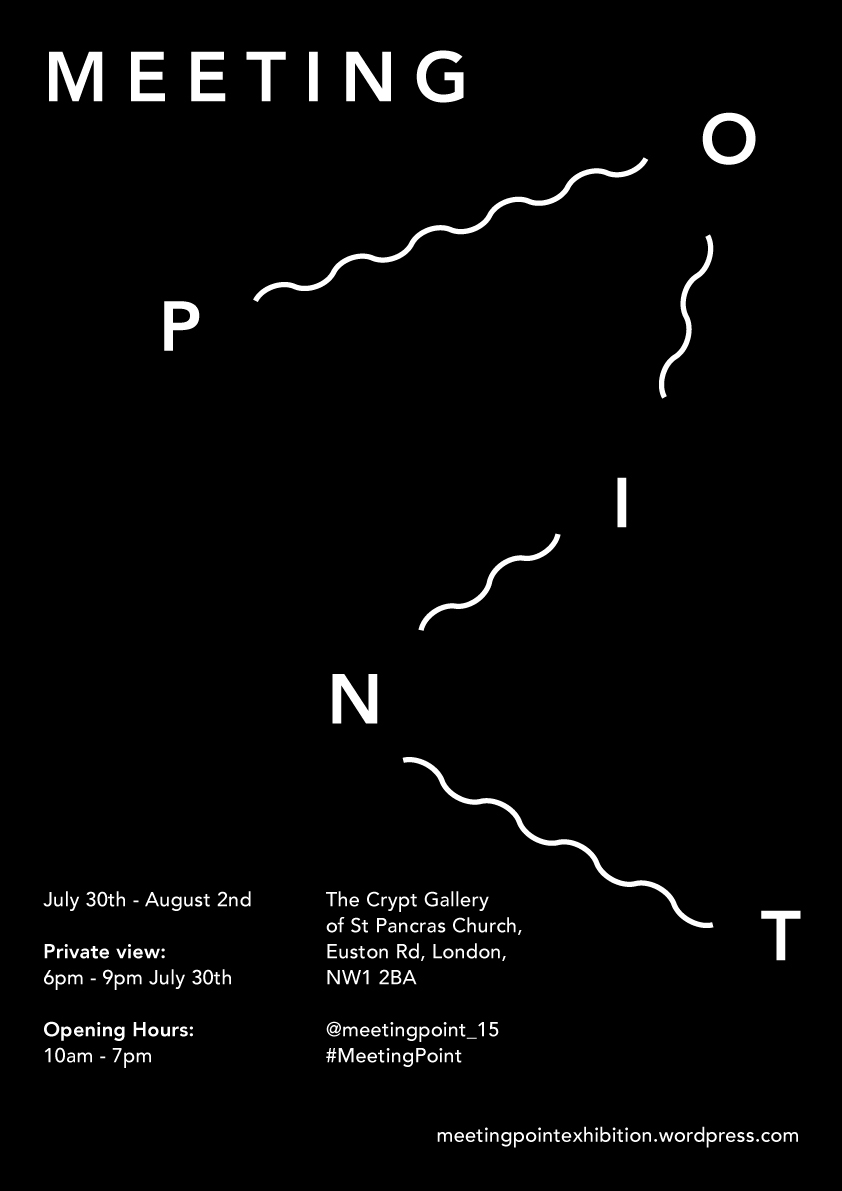 MEETING
P O I N T
July 30th - August 2nd
Private view:
6pm - 9pm July 30th
Opening Hours:
10am - 7pm
The Crypt Gallery
of St Pancras Church,
Euston Rd, London,
NW1 2BA
@meetingpoint_15
#MeetingPoint
meetingpointexhibition.wordpress.com